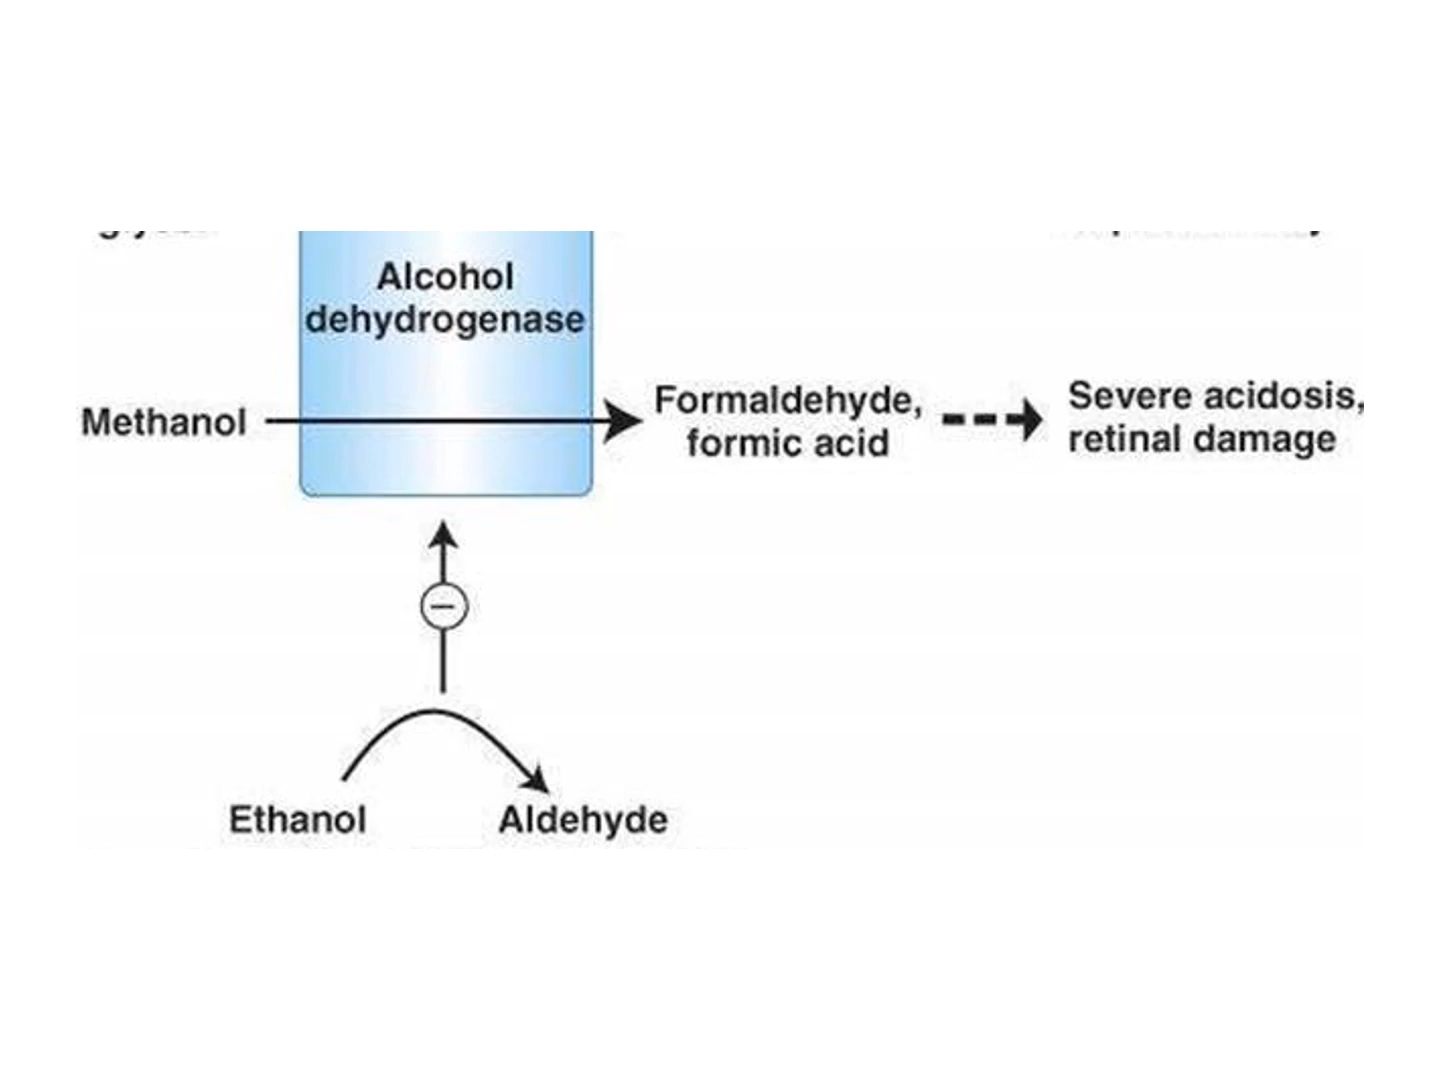 Alcohol
dehydrogenase
Methanol
Formaldehyde,
formic acid
Severe acidosis,
retinal damage
Ethanol
Aldehyde